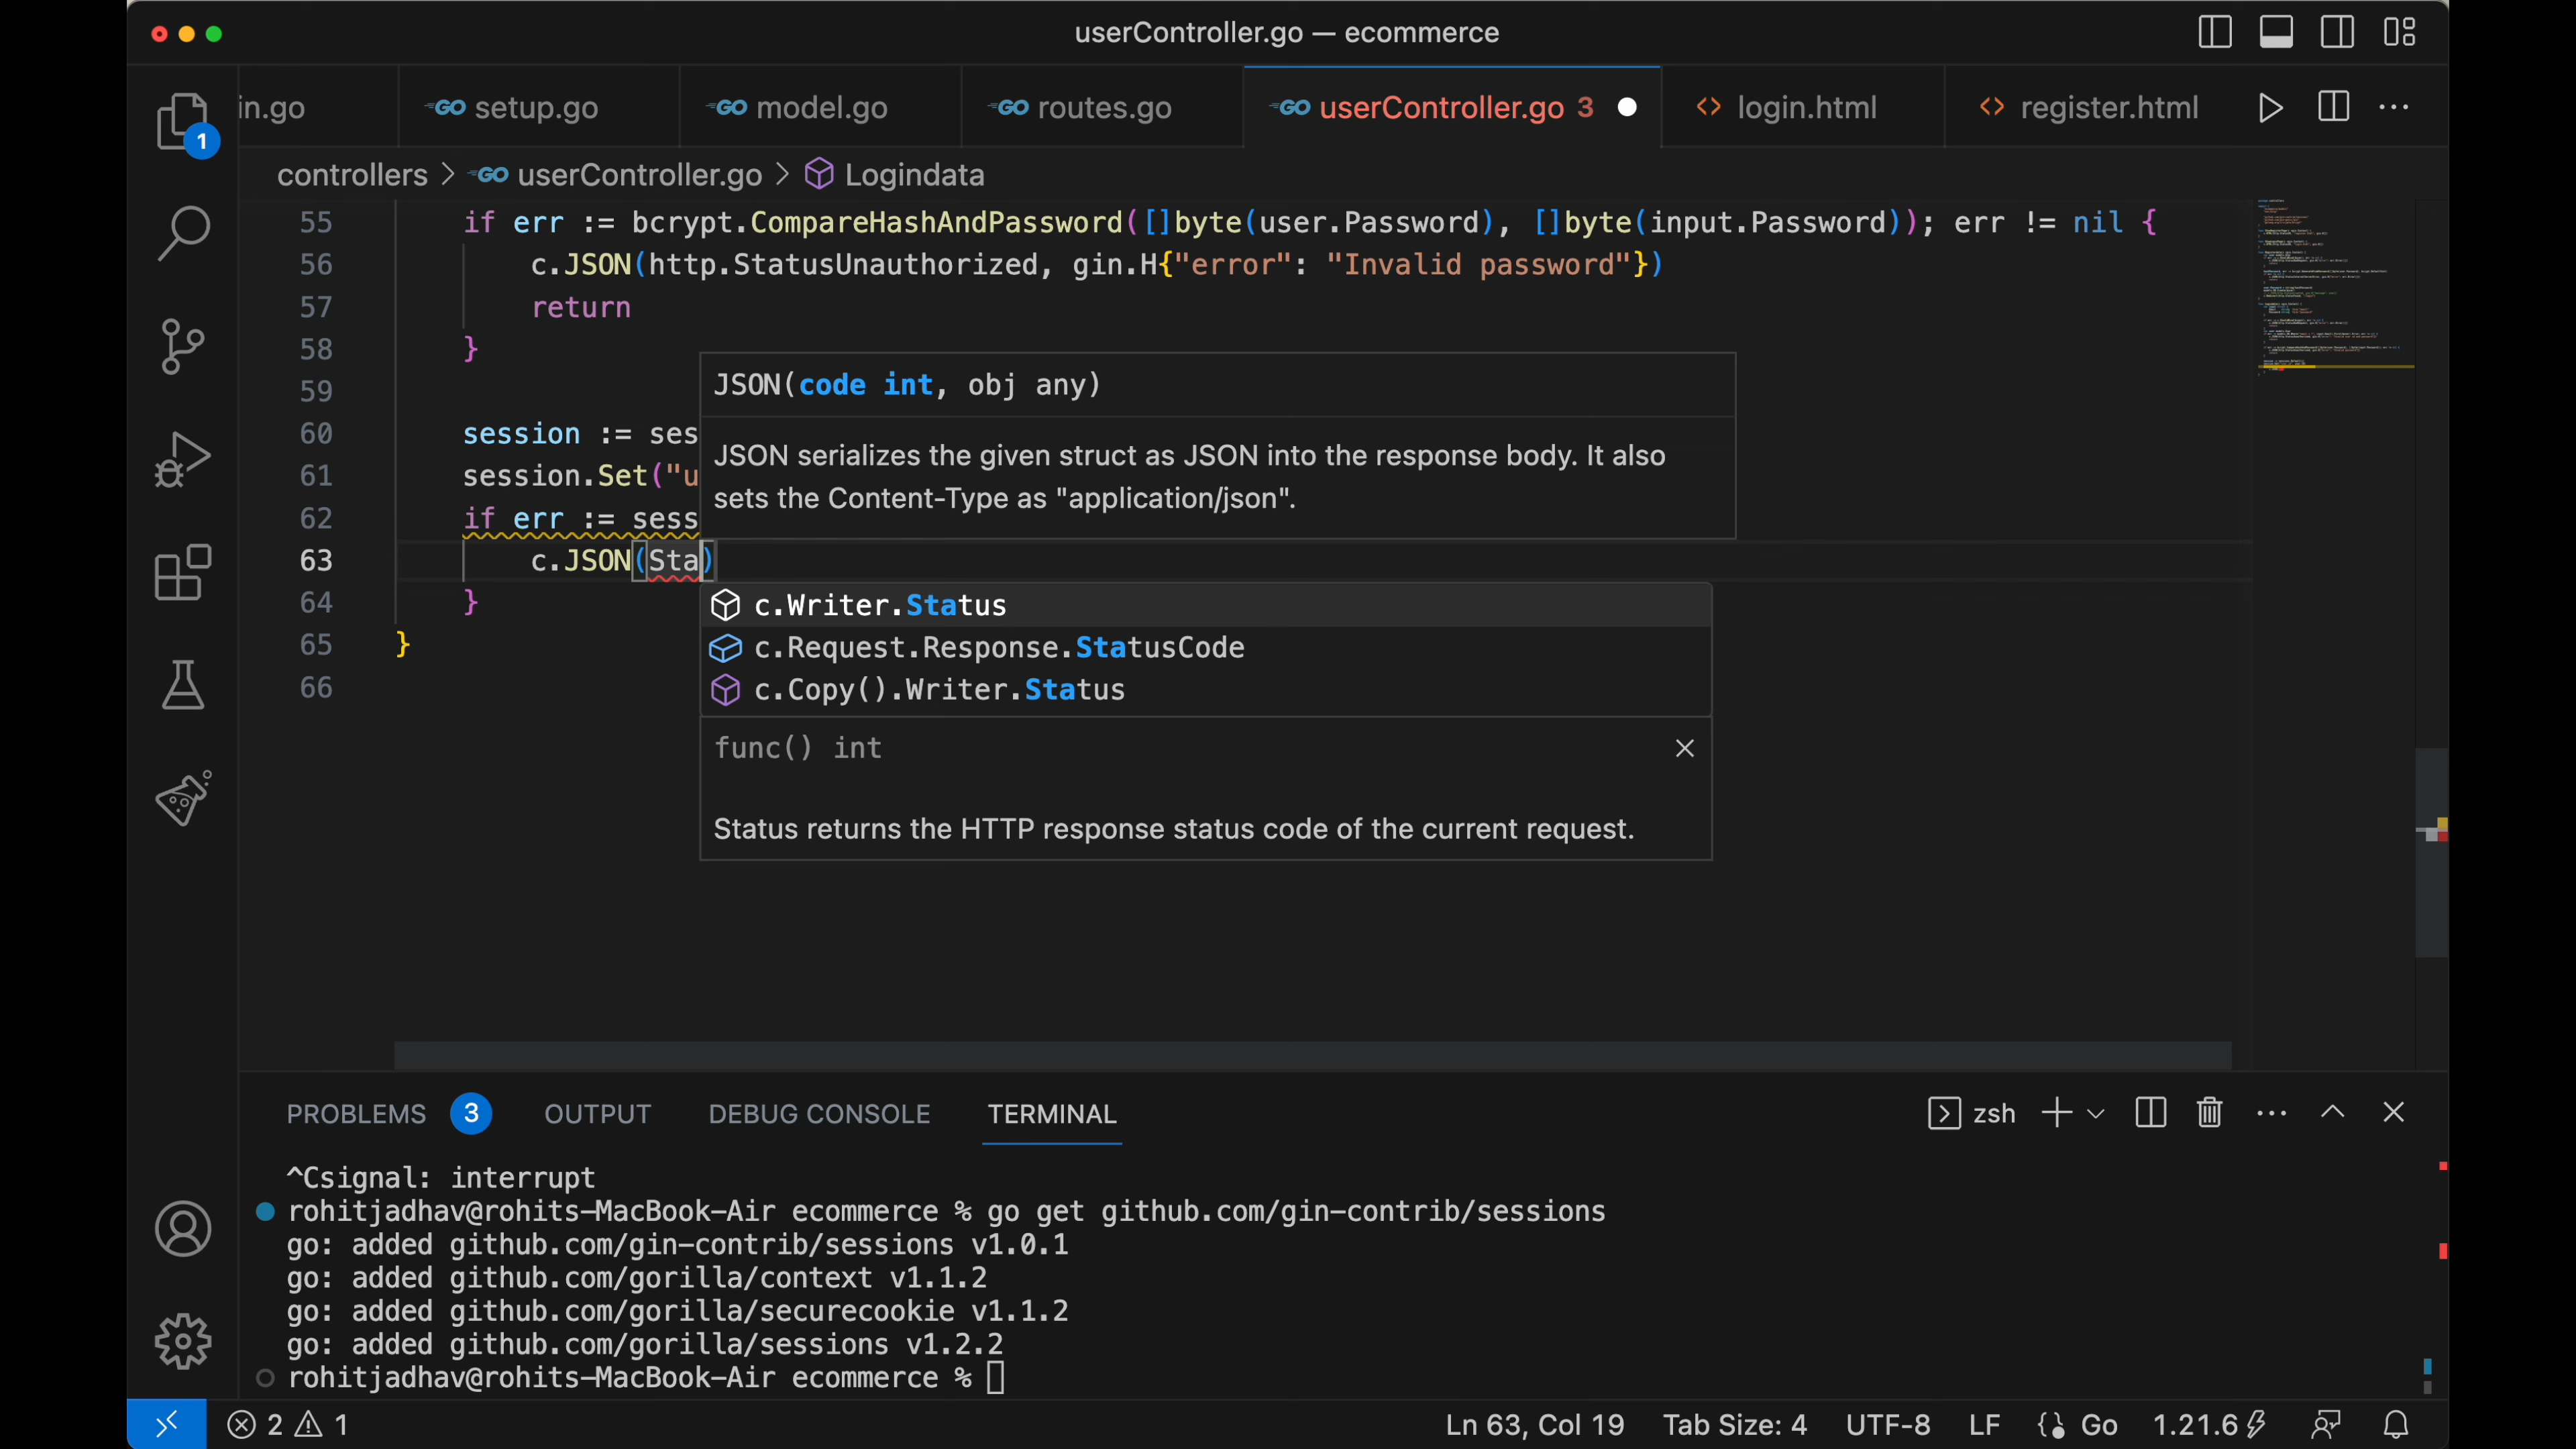 userController.go — ecommerce
in.go
setup.go
model.go
routes.go
userController.go 3
login.html
register.html
1
controllers > userController.go > Logindata
55 if err := bcrypt.CompareHashAndPassword([]byte(user.Password), []byte(input.Password)); err != nil {
56 c.JSON(http.StatusUnauthorized, gin.H{"error": "Invalid password"})
57 return
58 }
59
60 session := ses
61 session.Set("u
62 if err := sess
63 c.JSON(Sta)
64 }
65 }
66
JSON(code int, obj any)
JSON serializes the given struct as JSON into the response body. It also
sets the Content-Type as "application/json".
c.Writer.Status
c.Request.Response.StatusCode
c.Copy().Writer.Status
func() int
Status returns the HTTP response status code of the current request.
PROBLEMS 3 OUTPUT DEBUG CONSOLE TERMINAL zsh
^Csignal: interrupt
rohitjadhav@rohits-MacBook-Air ecommerce % go get github.com/gin-contrib/sessions
go: added github.com/gin-contrib/sessions v1.0.1
go: added github.com/gorilla/context v1.1.2
go: added github.com/gorilla/securecookie v1.1.2
go: added github.com/gorilla/sessions v1.2.2
rohitjadhav@rohits-MacBook-Air ecommerce %
2 1 Ln 63, Col 19 Tab Size: 4 UTF-8 LF Go 1.21.6